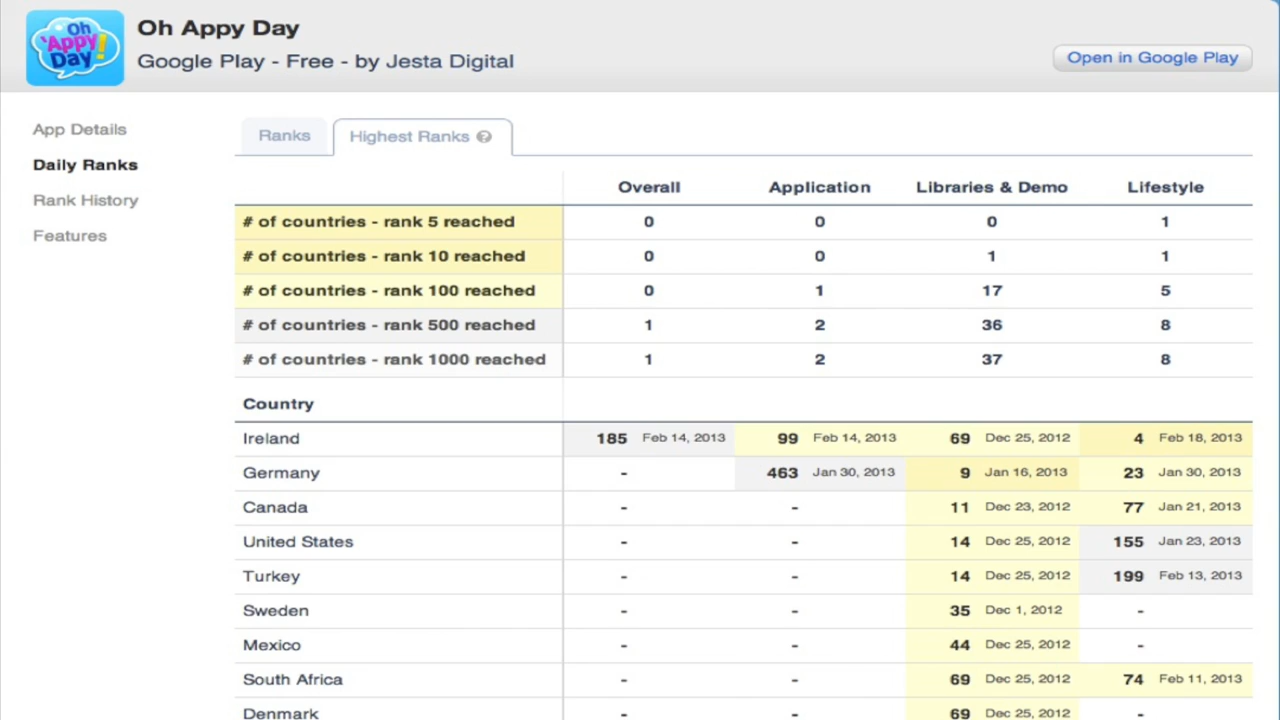 Oh
'APPY
Day!
Oh Appy Day
Google Play - Free - by Jesta Digital
Open in Google Play
App Details
Daily Ranks
Rank History
Features
Ranks
Highest Ranks ?
Overall Application Libraries & Demo Lifestyle
# of countries - rank 5 reached 0 0 0 1
# of countries - rank 10 reached 0 0 1 1
# of countries - rank 100 reached 0 1 17 5
# of countries - rank 500 reached 1 2 36 8
# of countries - rank 1000 reached 1 2 37 8
Country
Ireland 185 Feb 14, 2013 99 Feb 14, 2013 69 Dec 25, 2012 4 Feb 18, 2013
Germany - 463 Jan 30, 2013 9 Jan 16, 2013 23 Jan 30, 2013
Canada - - 11 Dec 23, 2012 77 Jan 21, 2013
United States - - 14 Dec 25, 2012 155 Jan 23, 2013
Turkey - - 14 Dec 25, 2012 199 Feb 13, 2013
Sweden - - 35 Dec 1, 2012 -
Mexico - - 44 Dec 25, 2012 -
South Africa - - 69 Dec 25, 2012 74 Feb 11, 2013
Denmark - - 69 Dec 25, 2012 -